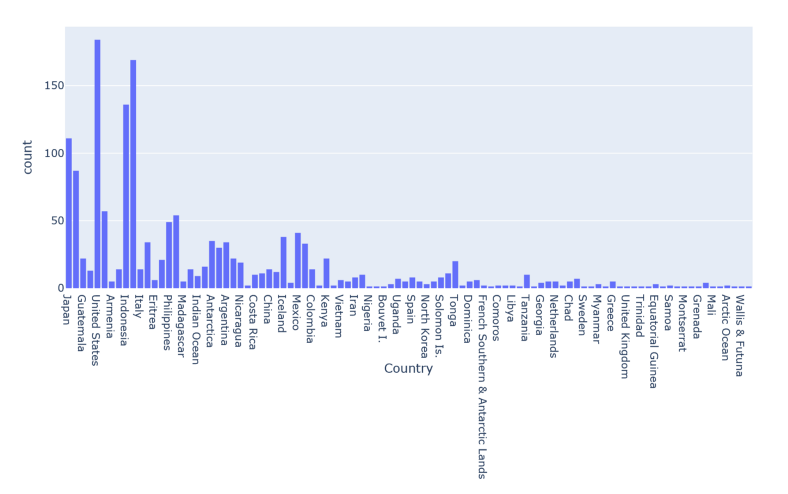 150
100
50
0
count
Japan
Guatemala
United States
Armenia
Indonesia
Italy
Eritrea
Philippines
Madagascar
Indian Ocean
Antarctica
Argentina
Nicaragua
Costa Rica
China
Iceland
Mexico
Colombia
Kenya
Vietnam
Iran
Nigeria
Bouvet I.
Uganda
Spain
North Korea
Solomon Is.
Tonga
Dominica
French Southern & Antarctic Lands
Comoros
Libya
Tanzania
Georgia
Netherlands
Chad
Sweden
Myanmar
Greece
United Kingdom
Trinidad
Equatorial Guinea
Samoa
Montserrat
Grenada
Mali
Arctic Ocean
Wallis & Futuna
Country